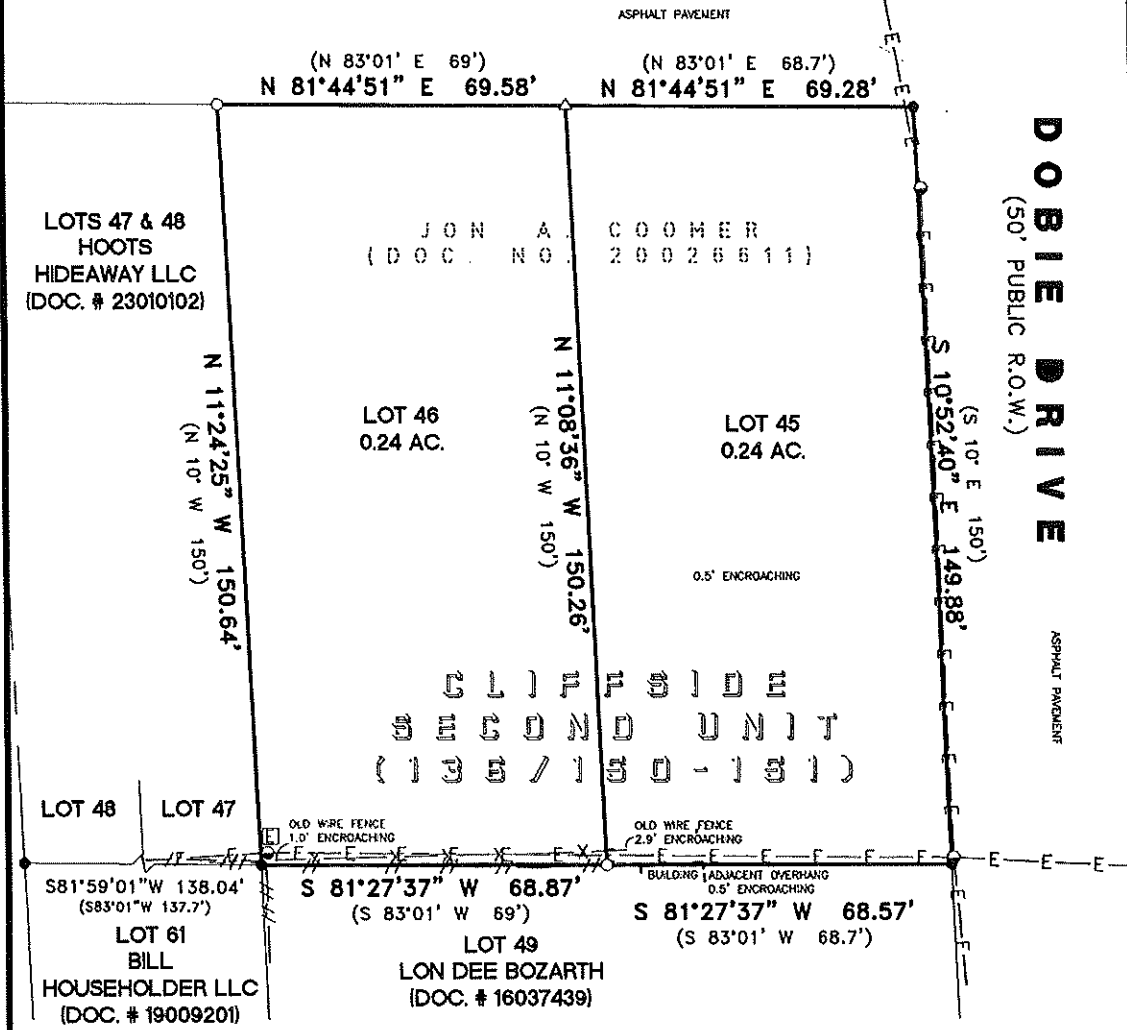 ASPHALT PAVEMENT
(N 83°01' E 69')
N 81°44'51" E 69.58'
(N 83°01' E 68.7')
N 81°44'51" E 69.28'
DOBIE DRIVE
(50' PUBLIC R.O.W.)
LOTS 47 & 48
HOOTS
HIDEAWAY LLC
(DOC. # 23010102)
JON A. COOMER
(DOC. NO. 20026611)
N 11°24'25" W 150.64'
(N 10° W 150')
LOT 46
0.24 AC.
N 11°08'36" W 150.26'
(N 10° W 150')
LOT 45
0.24 AC.
S 10°52'40" E 149.88'
(S 10° E 150')
0.5' ENCROACHING
ASPHALT PAVEMENT
CLIFFSIDE
SECOND UNIT
(136/160-161)
LOT 48
LOT 47
E
OLD WIRE FENCE
1.0' ENCROACHING
OLD WIRE FENCE
2.9' ENCROACHING
BUILDING ADJACENT OVERHANG
0.5' ENCROACHING
S81°59'01"W 138.04'
(S83°01"W 137.7')
S 81°27'37" W 68.87'
(S 83°01' W 69')
S 81°27'37" W 68.57'
(S 83°01' W 68.7')
LOT 61
BILL
HOUSEHOLDER LLC
(DOC. # 19009201)
LOT 49
LON DEE BOZARTH
(DOC. # 16037439)
E E E